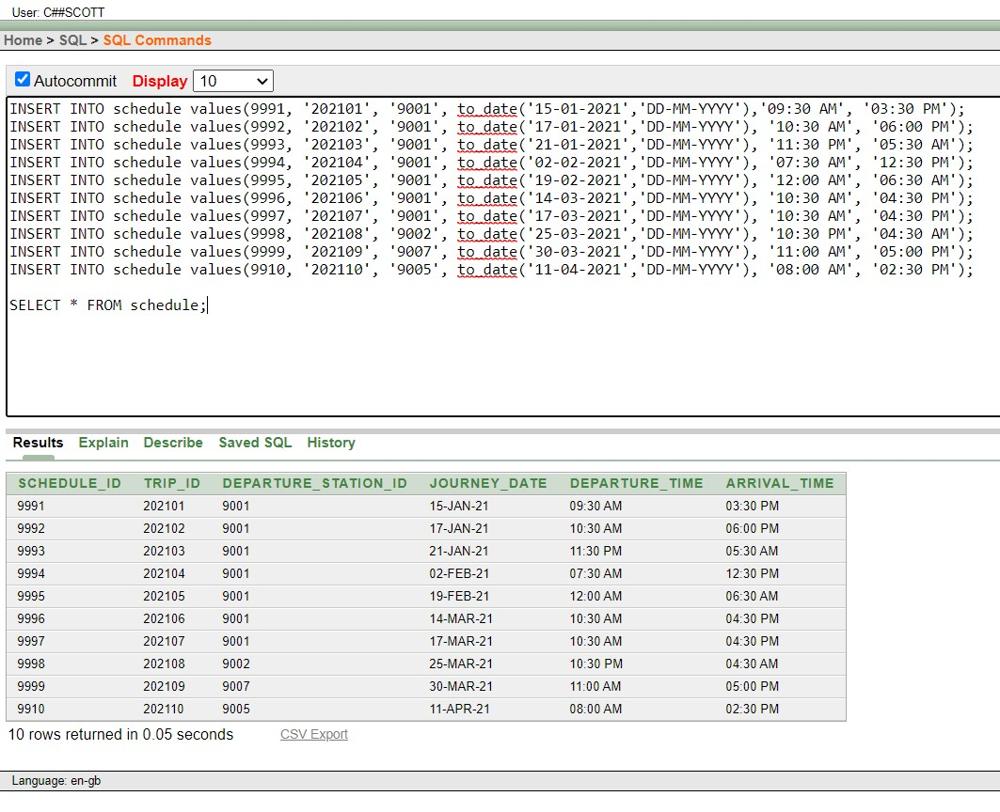 User: C##SCOTT
Home > SQL > SQL Commands
Autocommit Display 10
INSERT INTO schedule values(9991, '202101', '9001', to_date('15-01-2021','DD-MM-YYYY'),'09:30 AM', '03:30 PM');
INSERT INTO schedule values(9992, '202102', '9001', to_date('17-01-2021','DD-MM-YYYY'), '10:30 AM', '06:00 PM');
INSERT INTO schedule values(9993, '202103', '9001', to_date('21-01-2021','DD-MM-YYYY'), '11:30 PM', '05:30 AM');
INSERT INTO schedule values(9994, '202104', '9001', to_date('02-02-2021','DD-MM-YYYY'), '07:30 AM', '12:30 PM');
INSERT INTO schedule values(9995, '202105', '9001', to_date('19-02-2021','DD-MM-YYYY'), '12:00 AM', '06:30 AM');
INSERT INTO schedule values(9996, '202106', '9001', to_date('14-03-2021','DD-MM-YYYY'), '10:30 AM', '04:30 PM');
INSERT INTO schedule values(9997, '202107', '9001', to_date('17-03-2021','DD-MM-YYYY'), '10:30 AM', '04:30 PM');
INSERT INTO schedule values(9998, '202108', '9002', to_date('25-03-2021','DD-MM-YYYY'), '10:30 PM', '04:30 AM');
INSERT INTO schedule values(9999, '202109', '9007', to_date('30-03-2021','DD-MM-YYYY'), '11:00 AM', '05:00 PM');
INSERT INTO schedule values(9910, '202110', '9005', to_date('11-04-2021','DD-MM-YYYY'), '08:00 AM', '02:30 PM');
SELECT * FROM schedule;
Results Explain Describe Saved SQL History
SCHEDULE_ID TRIP_ID DEPARTURE_STATION_ID JOURNEY_DATE DEPARTURE_TIME ARRIVAL_TIME
9991 202101 9001 15-JAN-21 09:30 AM 03:30 PM
9992 202102 9001 17-JAN-21 10:30 AM 06:00 PM
9993 202103 9001 21-JAN-21 11:30 PM 05:30 AM
9994 202104 9001 02-FEB-21 07:30 AM 12:30 PM
9995 202105 9001 19-FEB-21 12:00 AM 06:30 AM
9996 202106 9001 14-MAR-21 10:30 AM 04:30 PM
9997 202107 9001 17-MAR-21 10:30 AM 04:30 PM
9998 202108 9002 25-MAR-21 10:30 PM 04:30 AM
9999 202109 9007 30-MAR-21 11:00 AM 05:00 PM
9910 202110 9005 11-APR-21 08:00 AM 02:30 PM
10 rows returned in 0.05 seconds CSV Export
Language: en-gb